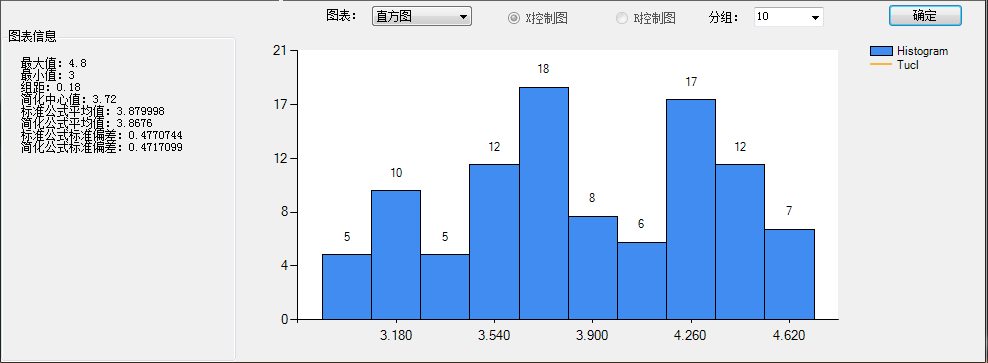 图表： 直方图 X控制图 R控制图 分组： 10 确定
图表信息
最大值：4.8
最小值：3
组距：0.18
简化中心值：3.72
标准公式平均值：3.879998
简化公式平均值：3.8676
标准公式标准偏差：0.4770744
简化公式标准偏差：0.4717099
21
17
12
8
4
0
5
10
5
12
18
8
6
17
12
7
3.180 3.540 3.900 4.260 4.620
Histogram
Tucl